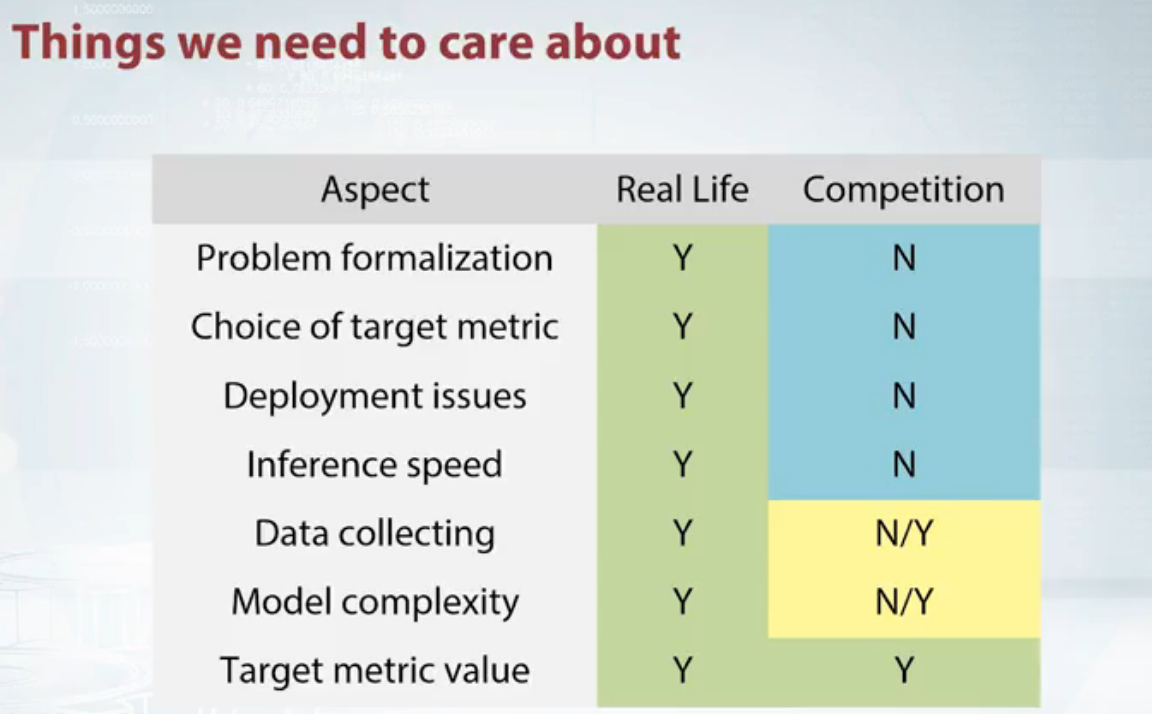 Things we need to care about
Aspect Real Life Competition
Problem formalization Y N
Choice of target metric Y N
Deployment issues Y N
Inference speed Y N
Data collecting Y N/Y
Model complexity Y N/Y
Target metric value Y Y